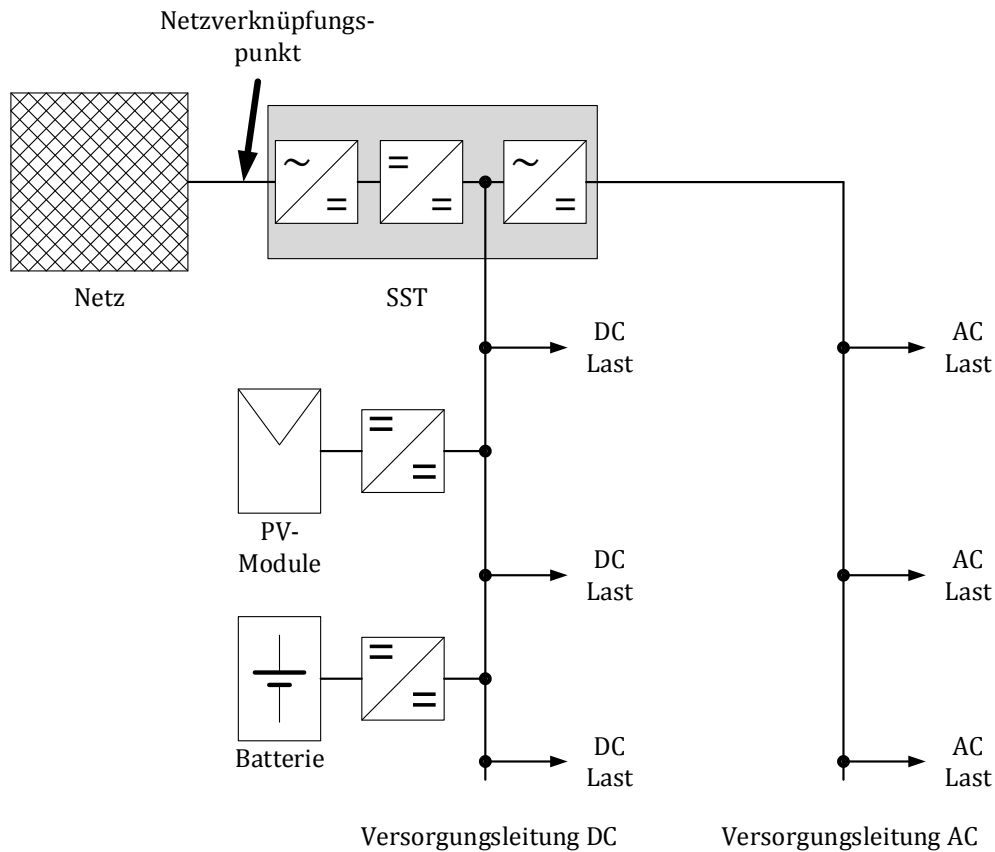 Netzverknüpfungs-
punkt
Netz
SST
DC
Last
AC
Last
PV-
Module
DC
Last
AC
Last
Batterie
DC
Last
AC
Last
Versorgungsleitung DC
Versorgungsleitung AC